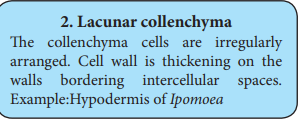 2. Lacunar collenchyma
The collenchyma cells are irregularly
arranged. Cell wall is thickening on the
walls bordering intercellular spaces.
Example:Hypodermis of Ipomoea